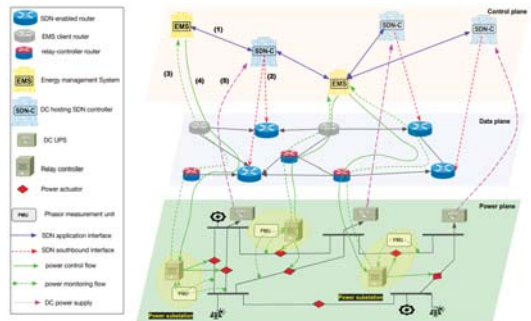 SDN-enabled router
EMS client router
relay-controller router
EMS
Energy management System
SDN-C
DC hosting SDN controller
DC UPS
Relay controller
Power actuator
PMU
Phasor measurement unit
SDN application interface
SDN southbound interface
power control flow
power monitoring flow
DC power supply
Control plane
EMS
(1)
SDN-C
SDN-C
SDN-C
(3)
(4)
(5)
(2)
EMS
Data plane
Power plane
PMU
PMU
PMU
Power substation
Power substation